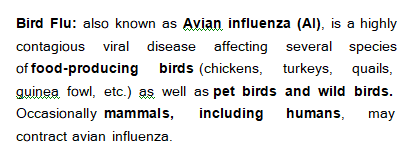 Bird Flu: also known as Avian influenza (AI), is a highly
contagious viral disease affecting several species
of food-producing birds (chickens, turkeys, quails,
guinea fowl, etc.) as well as pet birds and wild birds.
Occasionally mammals, including humans, may
contract avian influenza.